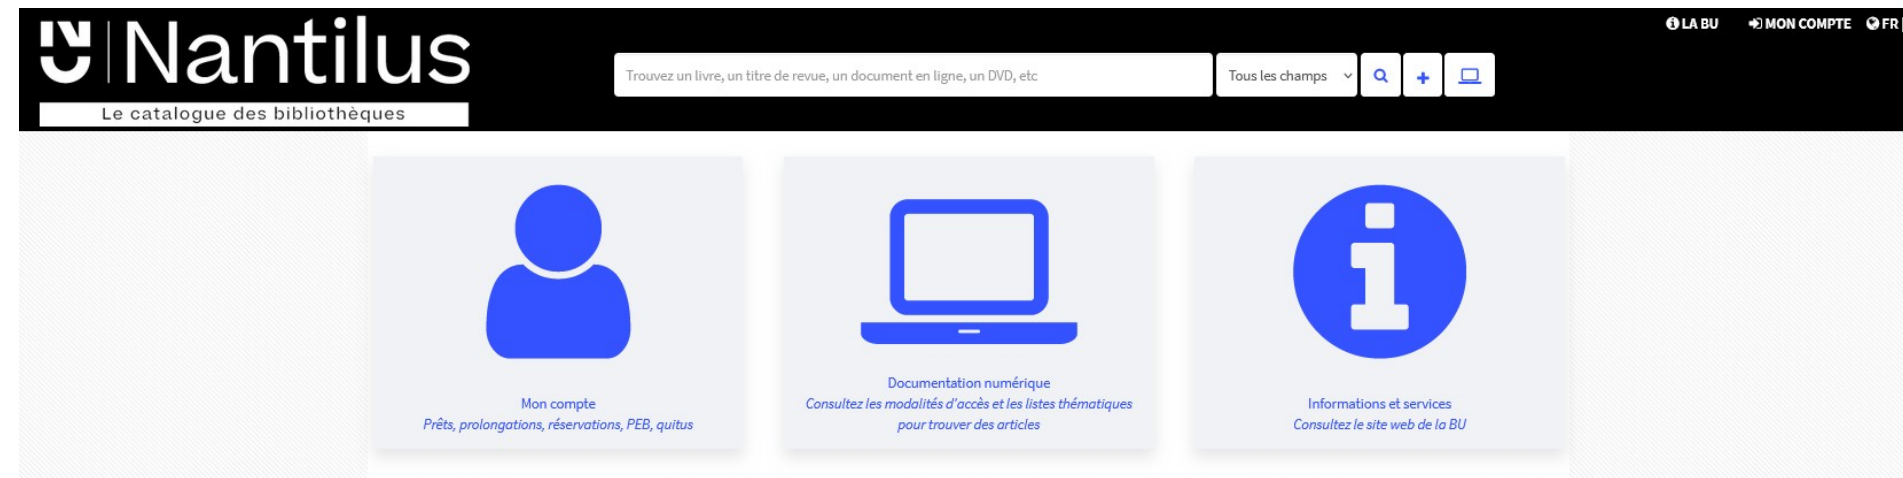 Nantilus
Le catalogue des bibliothèques
Trouvez un livre, un titre de revue, un document en ligne, un DVD, etc
Tous les champs
LA BU
MON COMPTE
FR
Mon compte
Prêts, prolongations, réservations, PEB, quitus
Documentation numérique
Consultez les modalités d'accès et les listes thématiques
pour trouver des articles
Informations et services
Consultez le site web de la BU